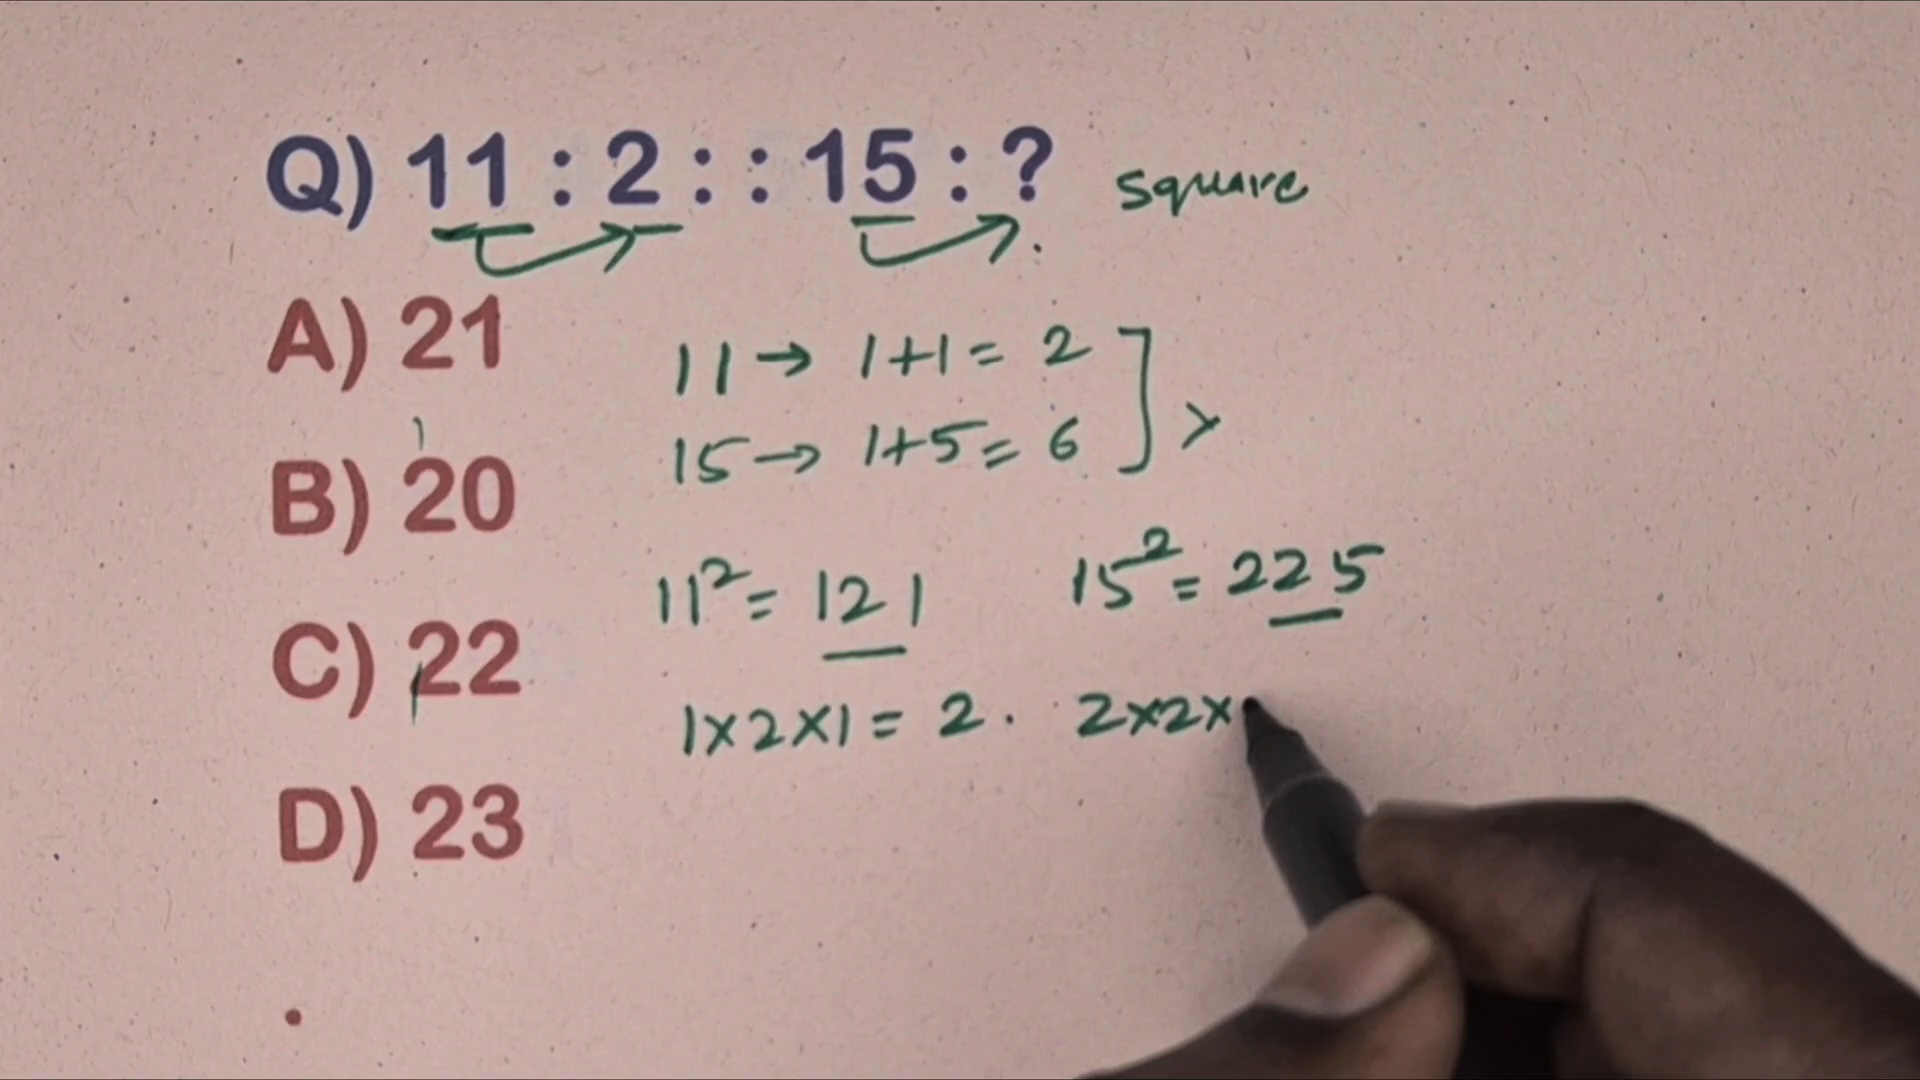 Q) 11 : 2 : : 15 : ? square
A) 21
11 → 1+1 = 2
15 → 1+5 = 6
B) 20
11² = 121 15² = 225
C) 22
1×2×1 = 2. 2×2×
D) 23